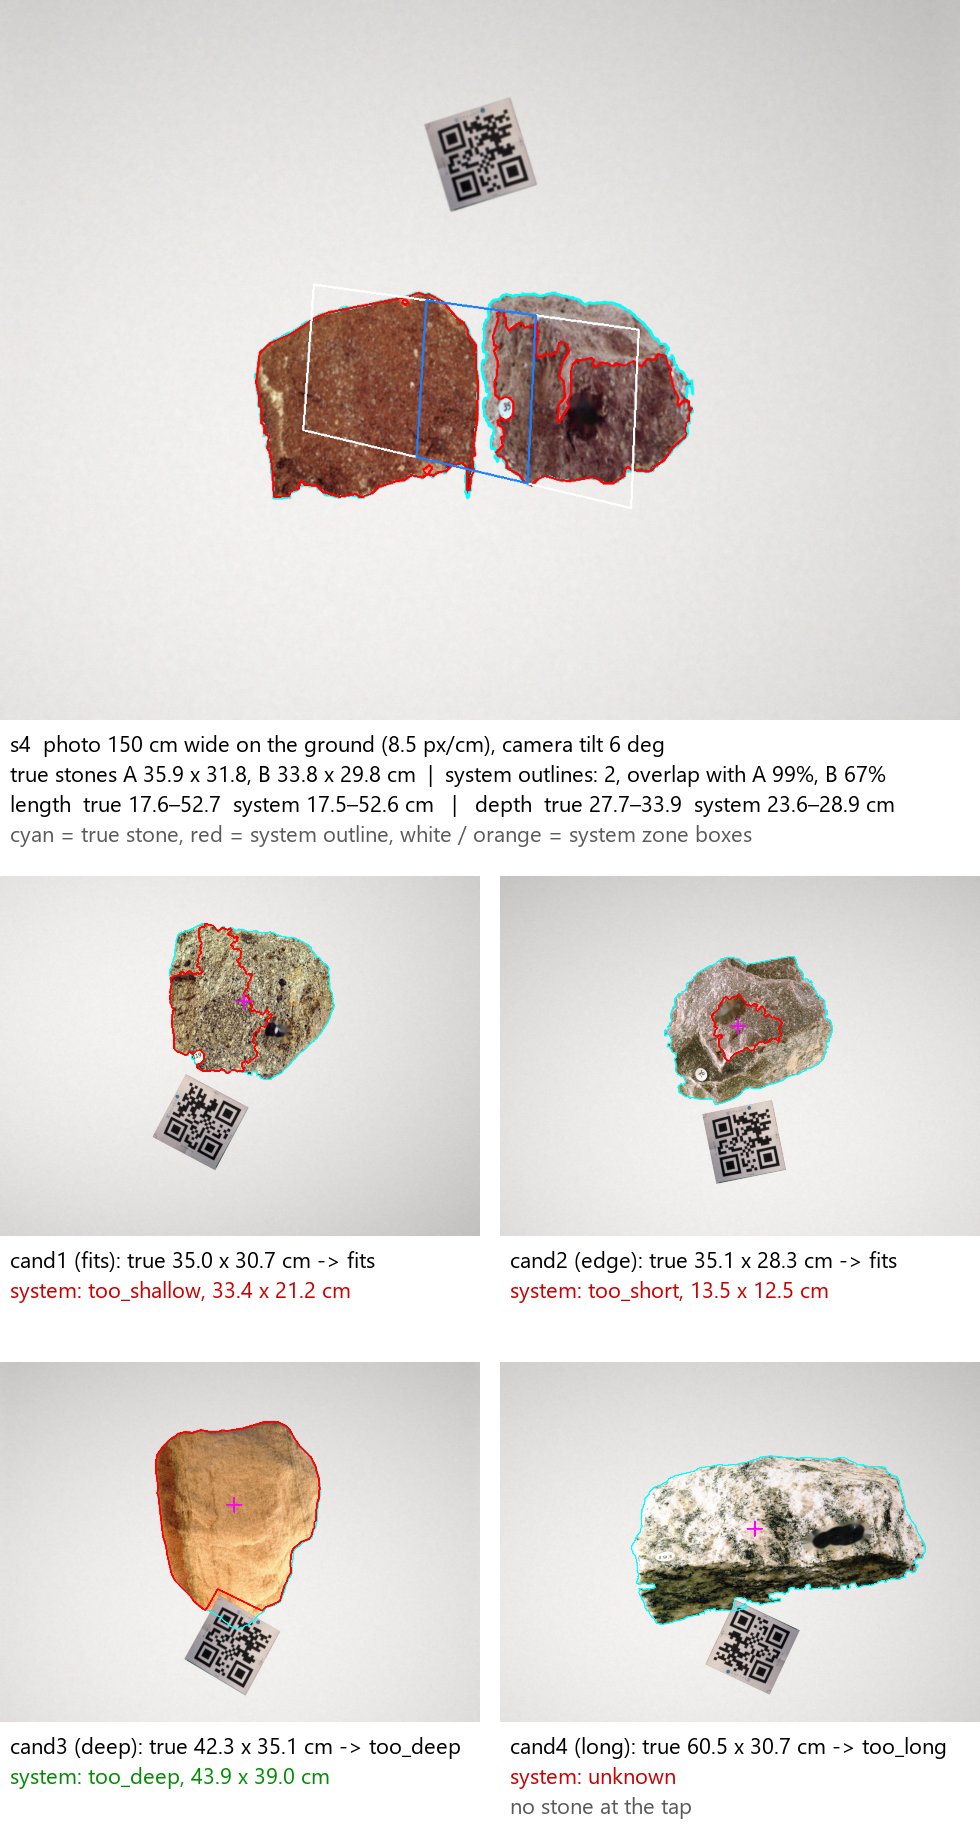 s4 photo 150 cm wide on the ground (8.5 px/cm), camera tilt 6 deg
true stones A 35.9 x 31.8, B 33.8 x 29.8 cm | system outlines: 2, overlap with A 99%, B 67%
length true 17.6–52.7 system 17.5–52.6 cm | depth true 27.7–33.9 system 23.6–28.9 cm
cyan = true stone, red = system outline, white / orange = system zone boxes
cand1 (fits): true 35.0 x 30.7 cm -> fits
system: too_shallow, 33.4 x 21.2 cm
cand2 (edge): true 35.1 x 28.3 cm -> fits
system: too_short, 13.5 x 12.5 cm
cand3 (deep): true 42.3 x 35.1 cm -> too_deep
system: too_deep, 43.9 x 39.0 cm
cand4 (long): true 60.5 x 30.7 cm -> too_long
system: unknown
no stone at the tap